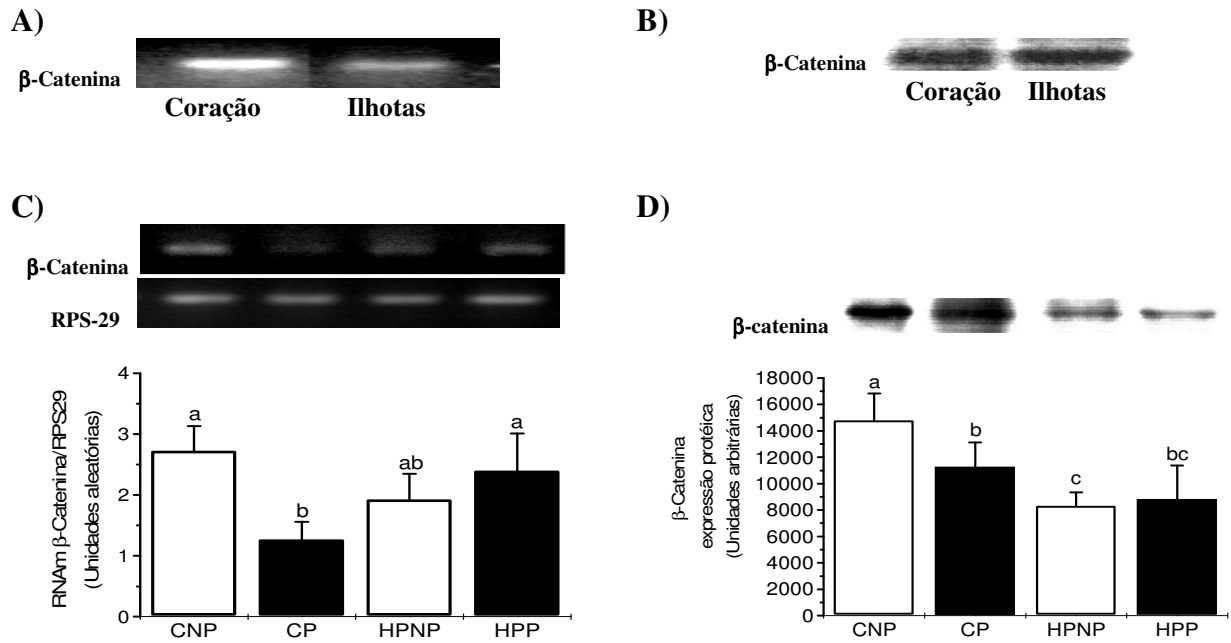 A)
β-Catenina
Coração Ilhotas
B)
β-Catenina
Coração Ilhotas
C)
β-Catenina
RPS-29
RNAm β-Catenina/RPS29
(Unidades aleatórias)
4
3
2
1
0
a
b
ab
a
CNP CP HPNP HPP
D)
β-catenina
β-Catenina
expressão protéica
(Unidades arbitrárias)
18000
16000
14000
12000
10000
8000
6000
4000
2000
0
a
b
c
bc
CNP CP HPNP HPP